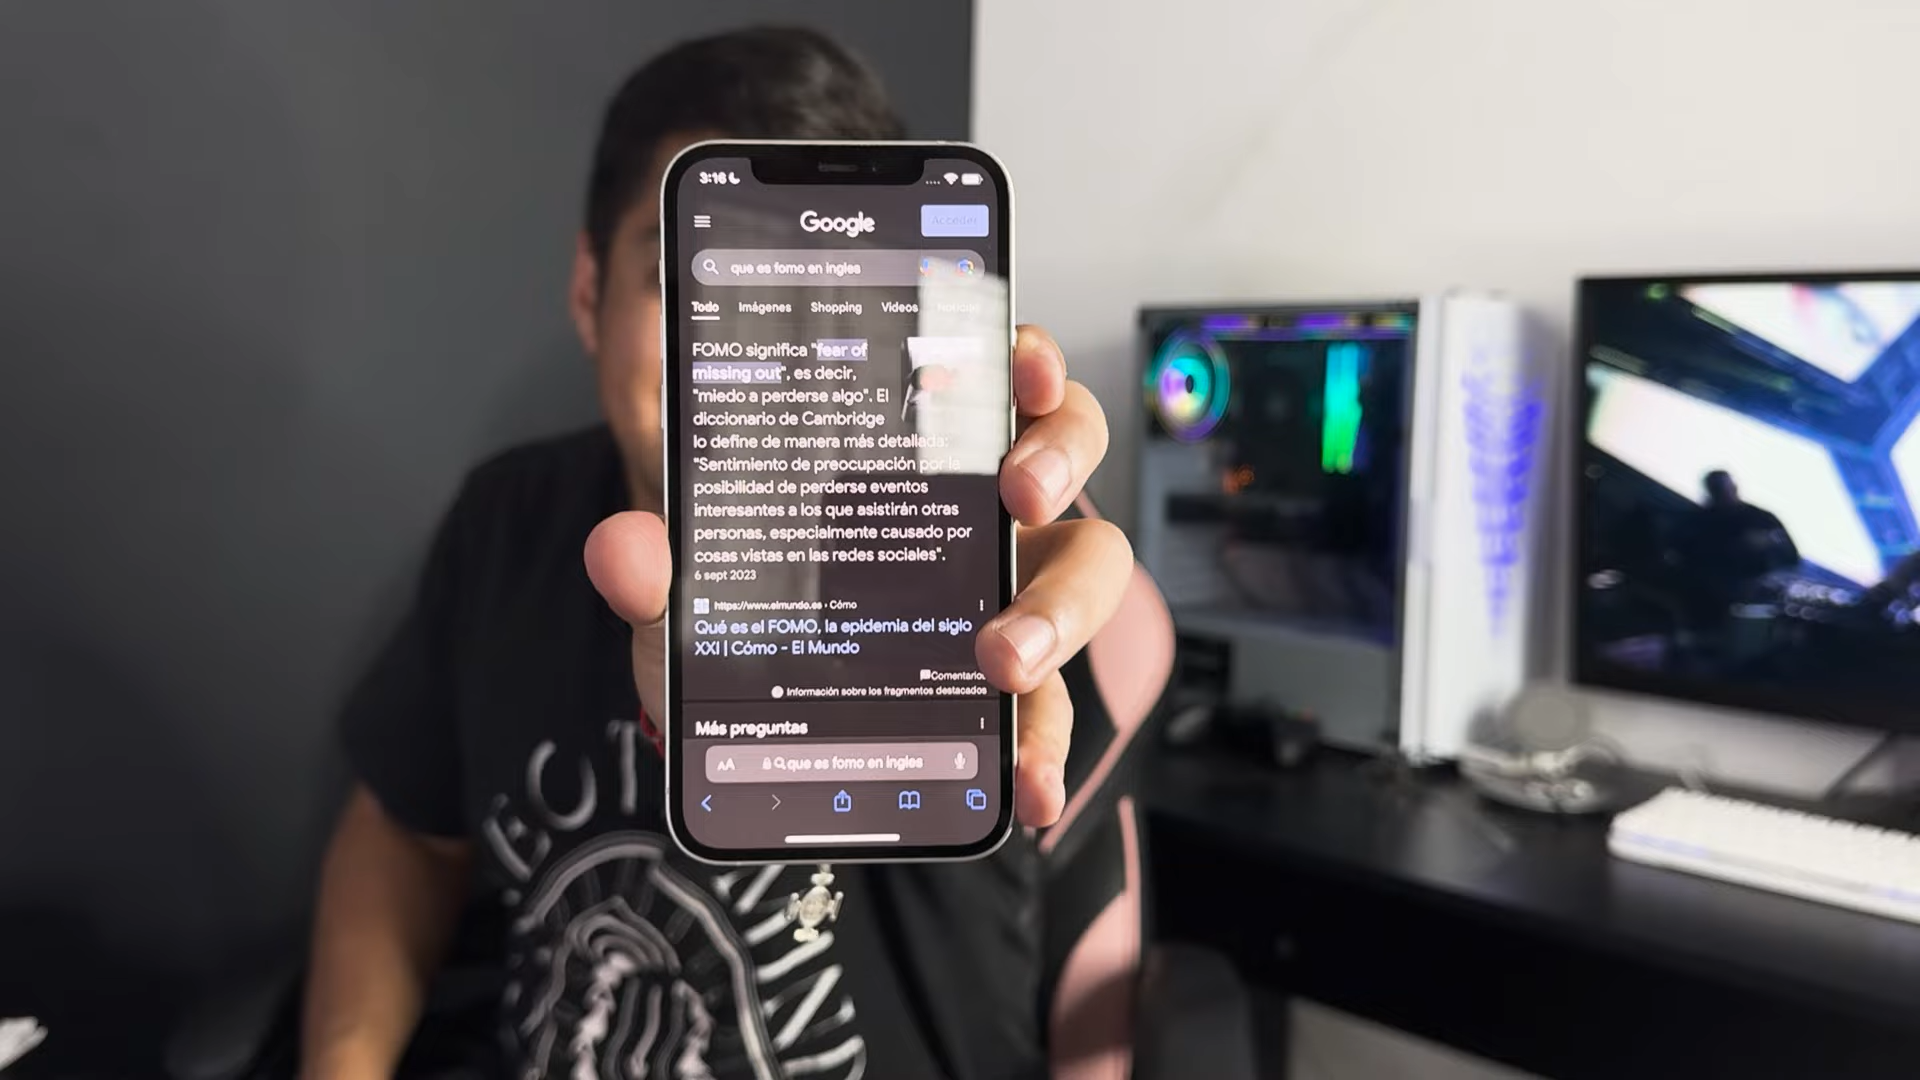 3:16
Google
Acceder
que es fomo en ingles
Todo Imágenes Shopping Videos Noticias
FOMO significa "fear of
missing out", es decir,
"miedo a perderse algo". El
diccionario de Cambridge
lo define de manera más detallada:
"Sentimiento de preocupación por la
posibilidad de perderse eventos
interesantes a los que asistirán otras
personas, especialmente causado por
cosas vistas en las redes sociales".
6 sept 2023
https://www.elmundo.es › Cómo
Qué es el FOMO, la epidemia del siglo
XXI | Cómo - El Mundo
Comentarios
Información sobre los fragmentos destacados
Más preguntas
AA que es fomo en ingles